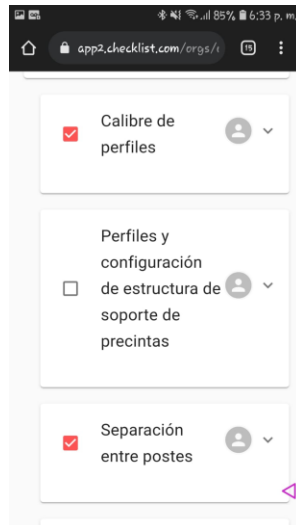 85% 6:33 p. m.
app2.checklist.com/orgs/
15
Calibre de
perfiles
Perfiles y
configuración
de estructura de
soporte de
precintas
Separación
entre postes